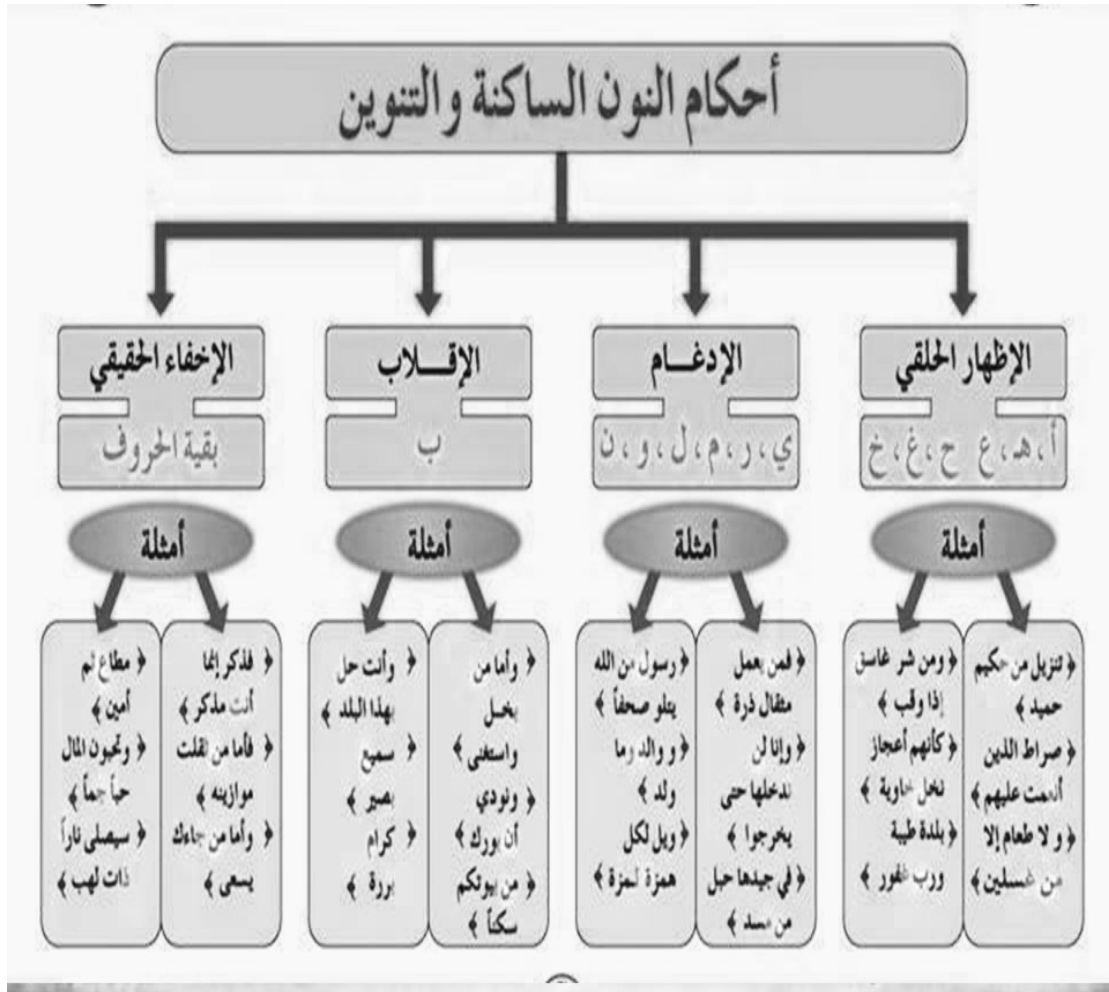 أحكام النون الساكنة والتنوين
الإظهار الحلقي
أ، هـ، ع ح، غ، خ
أمثلة
﴿ تنزيل من حكيم
حميد ﴾
﴿ صراط الذين
أنعمت عليهم ﴾
﴿ ولا طعام إلا
من غسلين ﴾
﴿ ومن شر غاسق
إذا وقب ﴾
﴿ كأنهم أعجاز
نخل خاوية ﴾
﴿ بلدة طيبة
ورب غفور ﴾
الإدغـــام
ي، ر، م، ل، و، ن
أمثلة
﴿ فمن يعمل
مثقال ذرة ﴾
﴿ وإنا لن
ندخلها حتى
يخرجوا ﴾
﴿ في جيدها حبل
من مسد ﴾
﴿ رسول من الله
يتلو صحفاً ﴾
﴿ و والد وما
ولد ﴾
﴿ ويل لكل
همزة لمزة ﴾
الإقـــلاب
ب
أمثلة
﴿ وأما من
بخـل
واستغنى ﴾
﴿ ونودي
أن بورك ﴾
﴿ من بيوتكم
سكناً ﴾
﴿ وأنت حل
بهذا البلد ﴾
﴿ سميع
بصير ﴾
﴿ كرام
بررة ﴾
الإخفاء الحقيقي
بقية الحروف
أمثلة
﴿ فذكر إنما
أنت مذكر ﴾
﴿ فأما من ثقلت
موازينه ﴾
﴿ وأما من جاءك
يسعى ﴾
﴿ مطاع ثم
أمين ﴾
﴿ وتحبون المال
حباً جماً ﴾
﴿ سيصلى ناراً
ذات لهب ﴾